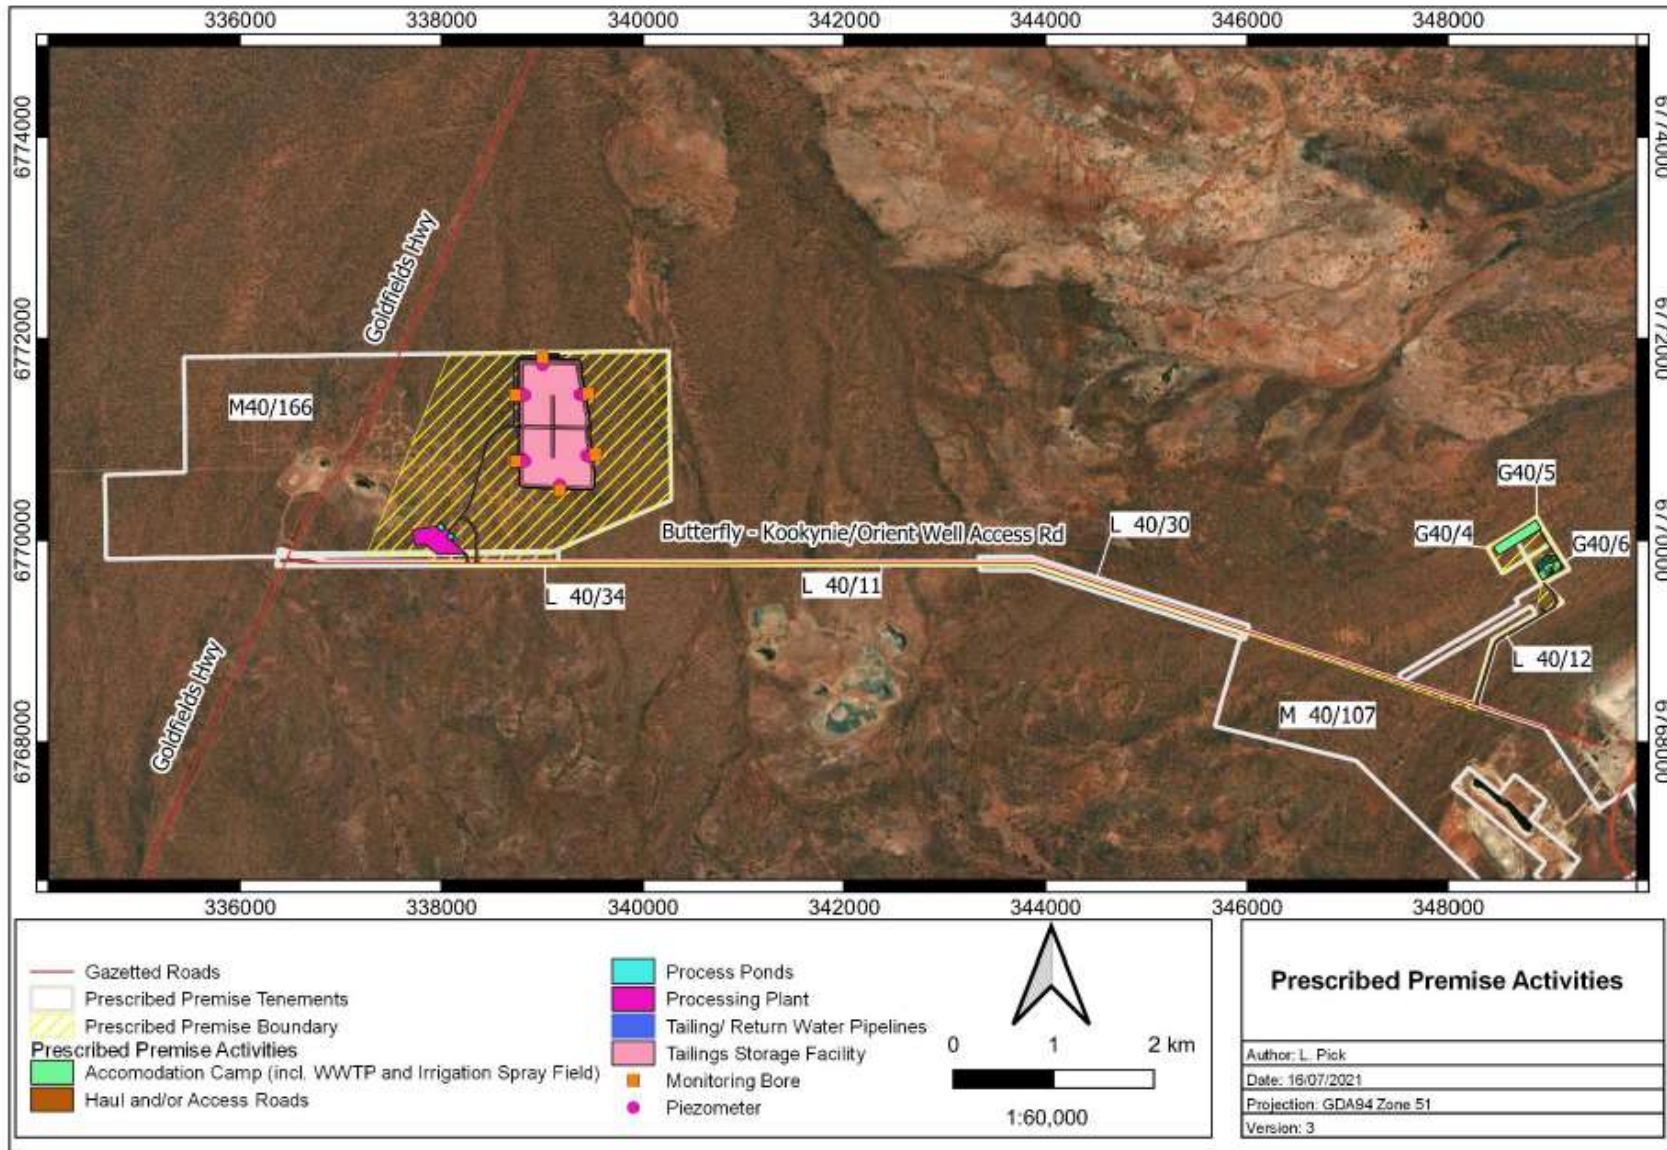 336000 338000 340000 342000 344000 346000 348000
6774000 6774000
6772000 6772000
6770000 6770000
6768000 6768000
Goldfields Hwy
M40/166
G40/5
Butterfly - Kookynie/Orient Well Access Rd
L 40/30
G40/4
G40/6
L 40/34
L 40/11
L 40/12
Goldfields Hwy
M 40/107
336000 338000 340000 342000 344000 346000 348000
Gazetted Roads
Prescribed Premise Tenements
Prescribed Premise Boundary
Prescribed Premise Activities
Accomodation Camp (incl. WWTP and Irrigation Spray Field)
Haul and/or Access Roads
Process Ponds
Processing Plant
Tailing/ Return Water Pipelines
Tailings Storage Facility
Monitoring Bore
Piezometer
0 1 2 km
1:60,000
Prescribed Premise Activities
Author: L. Pick
Date: 16/07/2021
Projection: GDA94 Zone 51
Version: 3